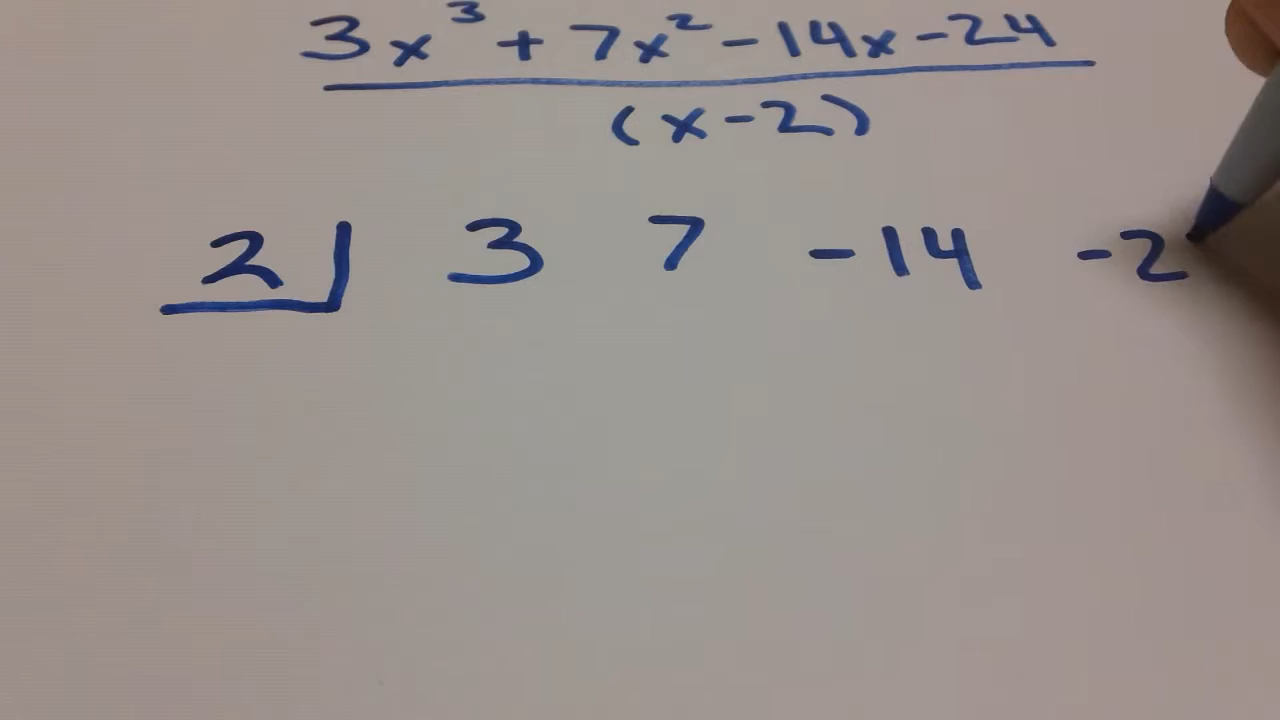 3x³ + 7x² - 14x - 24
(x - 2)
2 3 7 -14 -2